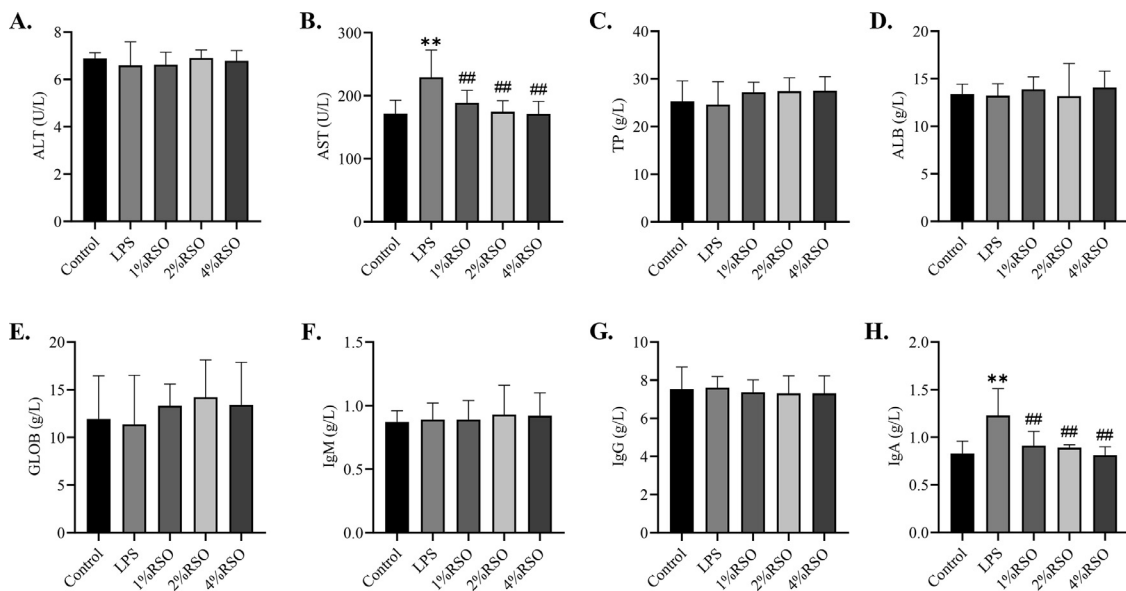 A.
ALT (U/L)
8
6
4
2
0
Control
LPS
1%RSO
2%RSO
4%RSO
B.
AST (U/L)
300
200
100
0
**
##
##
##
Control
LPS
1%RSO
2%RSO
4%RSO
C.
TP (g/L)
40
30
20
10
0
Control
LPS
1%RSO
2%RSO
4%RSO
D.
ALB (g/L)
20
15
10
5
0
Control
LPS
1%RSO
2%RSO
4%RSO
E.
GLOB (g/L)
20
15
10
5
0
Control
LPS
1%RSO
2%RSO
4%RSO
F.
IgM (g/L)
1.5
1.0
0.5
0.0
Control
LPS
1%RSO
2%RSO
4%RSO
G.
IgG (g/L)
10
8
6
4
2
0
Control
LPS
1%RSO
2%RSO
4%RSO
H.
IgA (g/L)
2.0
1.5
1.0
0.5
0.0
**
##
##
##
Control
LPS
1%RSO
2%RSO
4%RSO